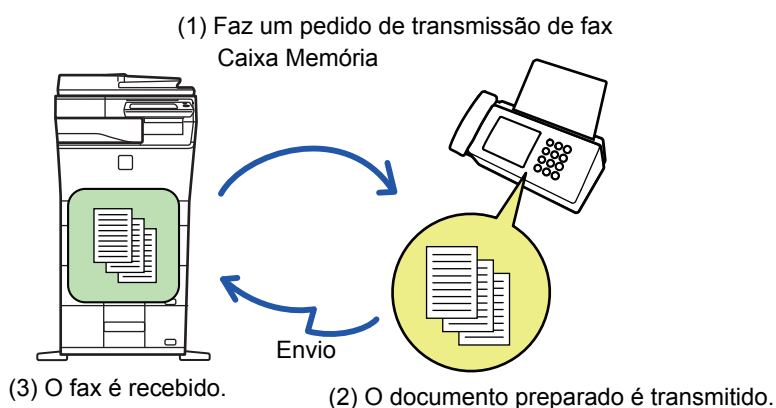 (1) Faz um pedido de transmissão de fax
Caixa Memória
Envio
(3) O fax é recebido.
(2) O documento preparado é transmitido.